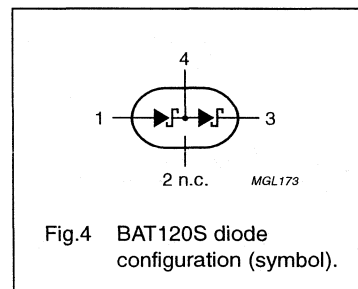 4
1 3
2 n.c. MGL173
Fig.4 BAT120S diode
configuration (symbol).